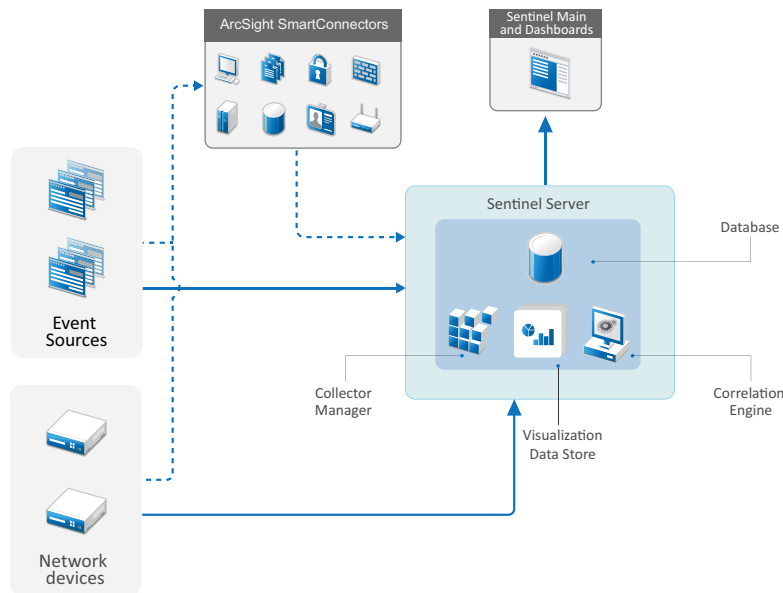 ArcSight SmartConnectors
Sentinel Main
and Dashboards
Sentinel Server
Database
Event
Sources
Collector
Manager
Correlation
Engine
Visualization
Data Store
Network
devices